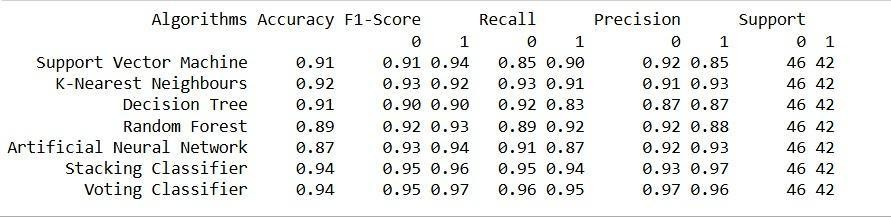 Algorithms Accuracy F1-Score Recall Precision Support
0 1 0 1 0 1 0 1
Support Vector Machine 0.91 0.91 0.94 0.85 0.90 0.92 0.85 46 42
K-Nearest Neighbours 0.92 0.93 0.92 0.93 0.91 0.91 0.93 46 42
Decision Tree 0.91 0.90 0.90 0.92 0.83 0.87 0.87 46 42
Random Forest 0.89 0.92 0.93 0.89 0.92 0.92 0.88 46 42
Artificial Neural Network 0.87 0.93 0.94 0.91 0.87 0.92 0.93 46 42
Stacking Classifier 0.94 0.95 0.96 0.95 0.94 0.93 0.97 46 42
Voting Classifier 0.94 0.95 0.97 0.96 0.95 0.97 0.96 46 42